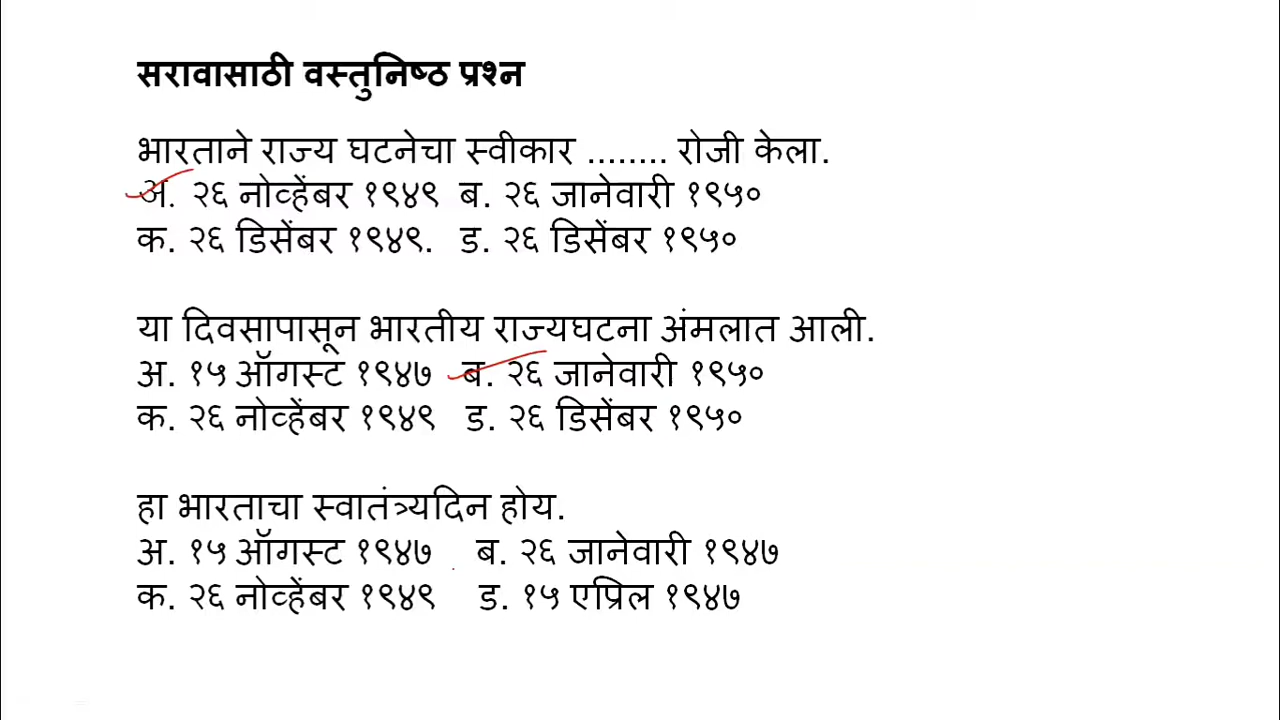 सरावासाठी वस्तुनिष्ठ प्रश्न
भारताने राज्य घटनेचा स्वीकार ........ रोजी केला.
अ. २६ नोव्हेंबर १९४९ ब. २६ जानेवारी १९५०
क. २६ डिसेंबर १९४९. ड. २६ डिसेंबर १९५०
या दिवसापासून भारतीय राज्यघटना अंमलात आली.
अ. १५ ऑगस्ट १९४७ ब. २६ जानेवारी १९५०
क. २६ नोव्हेंबर १९४९ ड. २६ डिसेंबर १९५०
हा भारताचा स्वातंत्र्यदिन होय.
अ. १५ ऑगस्ट १९४७ ब. २६ जानेवारी १९४७
क. २६ नोव्हेंबर १९४९ ड. १५ एप्रिल १९४७